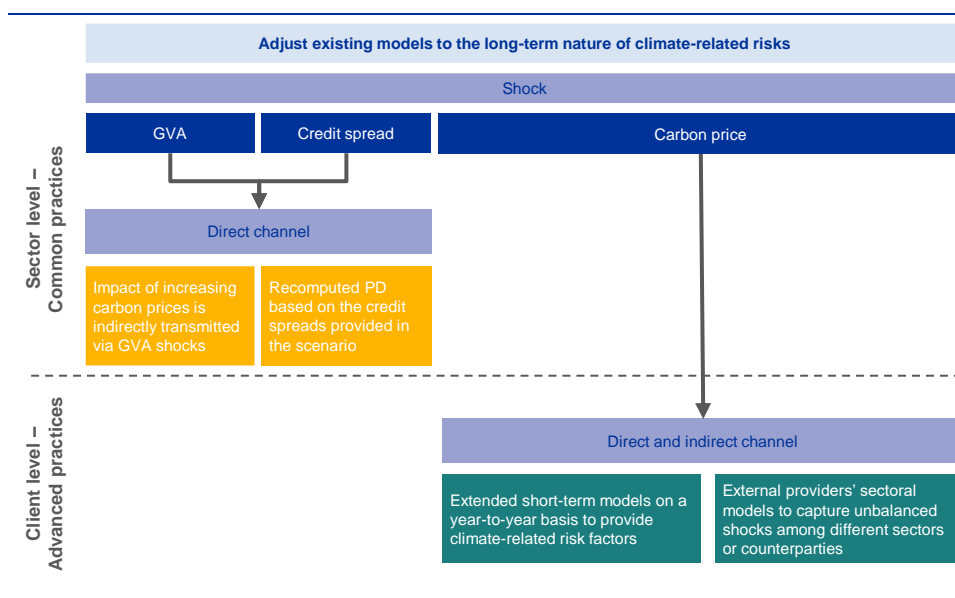 Adjust existing models to the long-term nature of climate-related risks
Shock
GVA
Credit spread
Carbon price
Sector level –
Common practices
Direct channel
Impact of increasing
carbon prices is
indirectly transmitted
via GVA shocks
Recomputed PD
based on the credit
spreads provided in
the scenario
Client level –
Advanced practices
Direct and indirect channel
Extended short-term models on a
year-to-year basis to provide
climate-related risk factors
External providers’ sectoral
models to capture unbalanced
shocks among different sectors
or counterparties